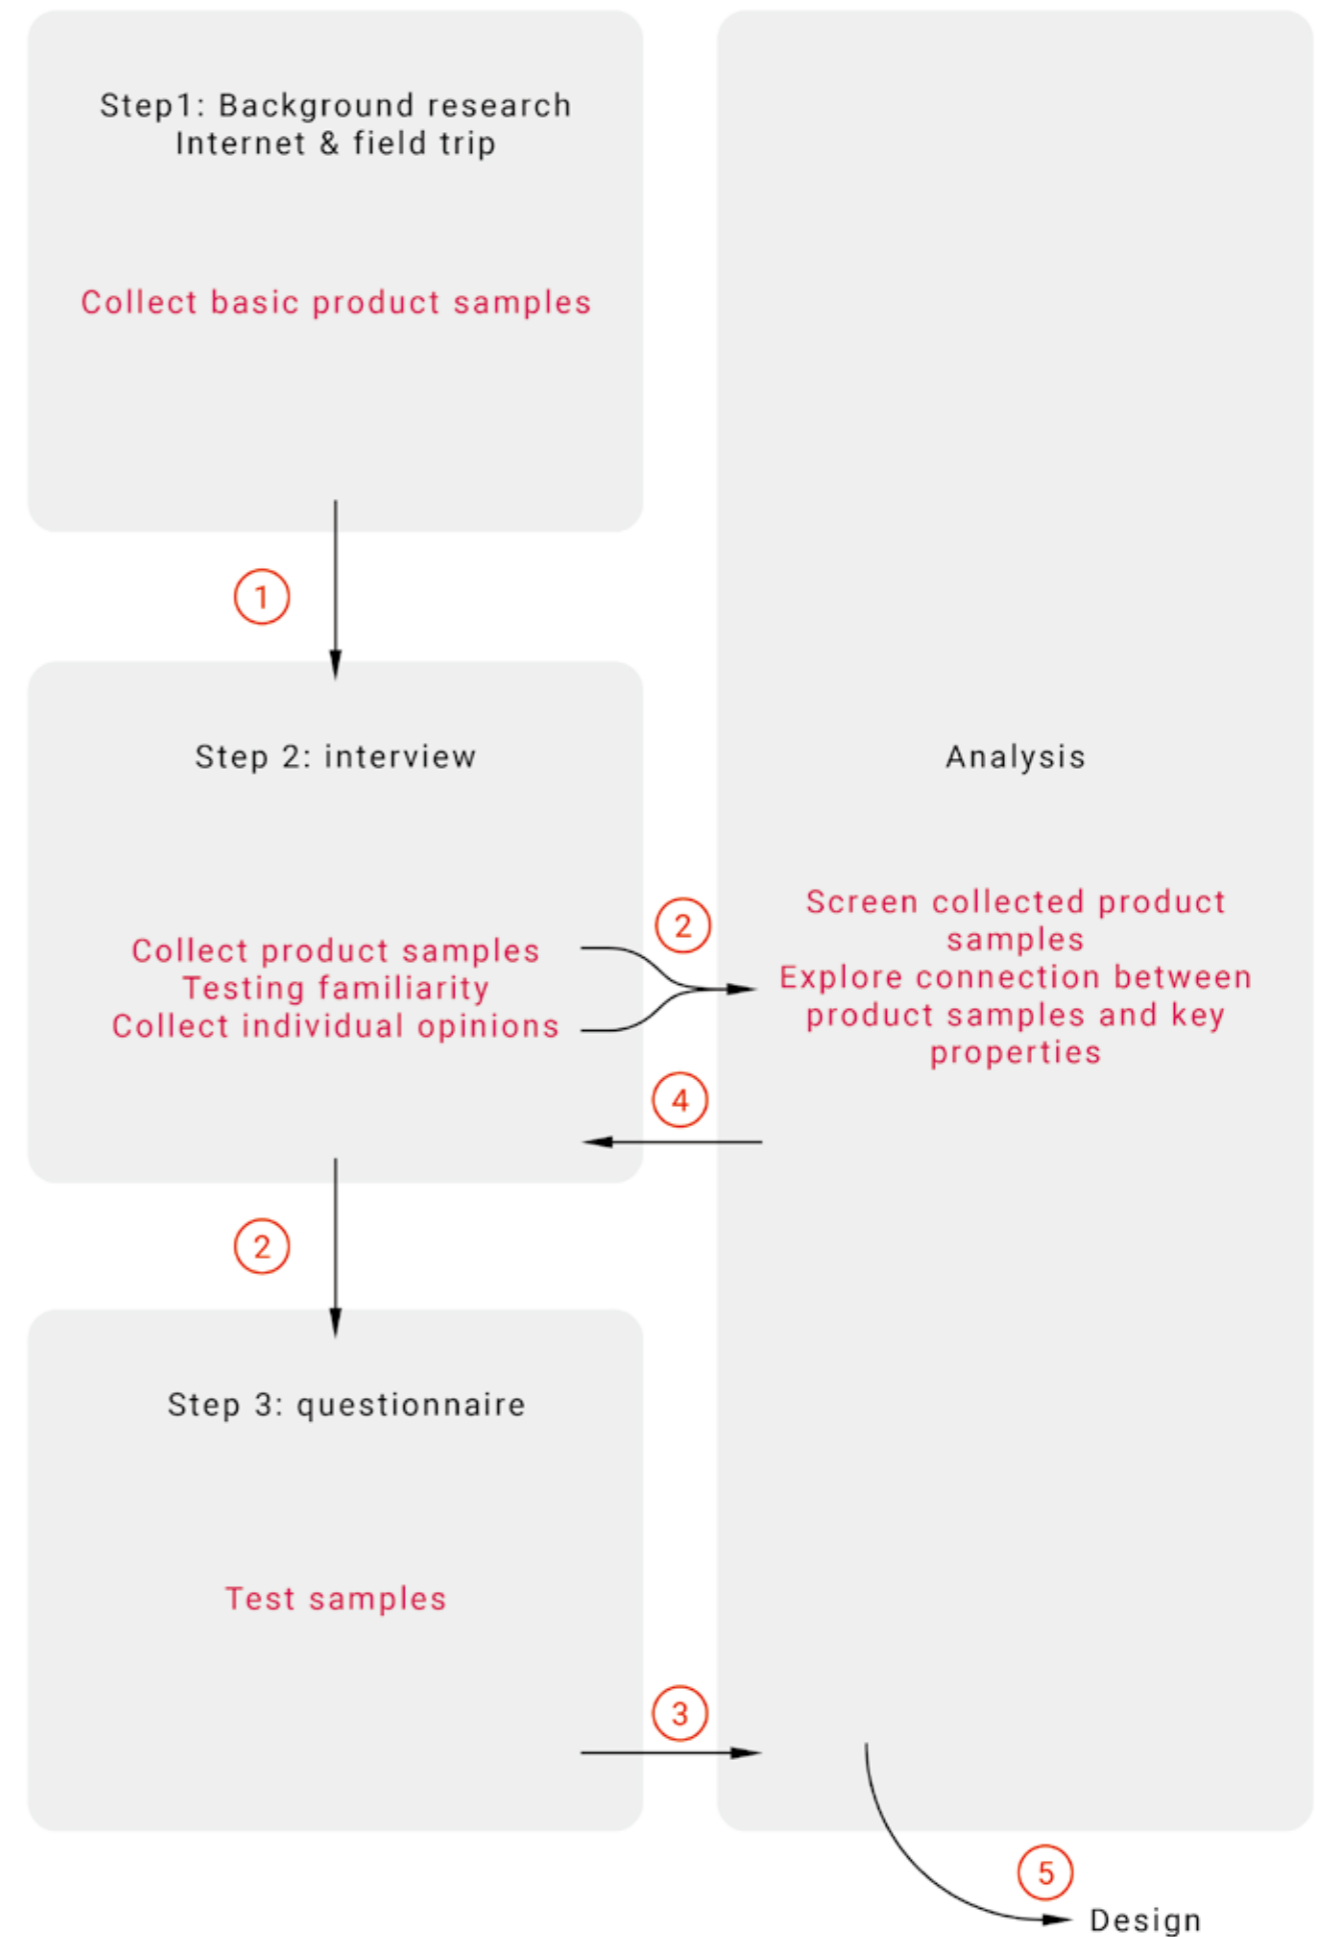 Step1: Background research
Internet & field trip
Collect basic product samples
1
Step 2: interview
Collect product samples
Testing familiarity
Collect individual opinions
2
Analysis
Screen collected product
samples
Explore connection between
product samples and key
properties
4
2
Step 3: questionnaire
Test samples
3
5
Design